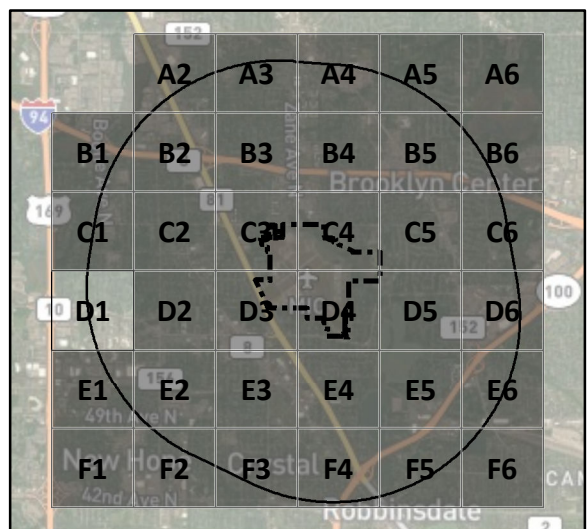 152
A2 A3 A4 A5 A6
94
Zane Ave N
B1 B2 B3 B4 B5 B6
Brooklyn Center
169
81
C1 C2 C3 C4 C5 C6
100
10
D1 D2 D3 D4 D5 D6
152
8
E1 E2 E3 E4 E5 E6
156
49th Ave N
New Hope
Crystal
F1 F2 F3 F4 F5 F6
42nd Ave N
Robbinsdale
2